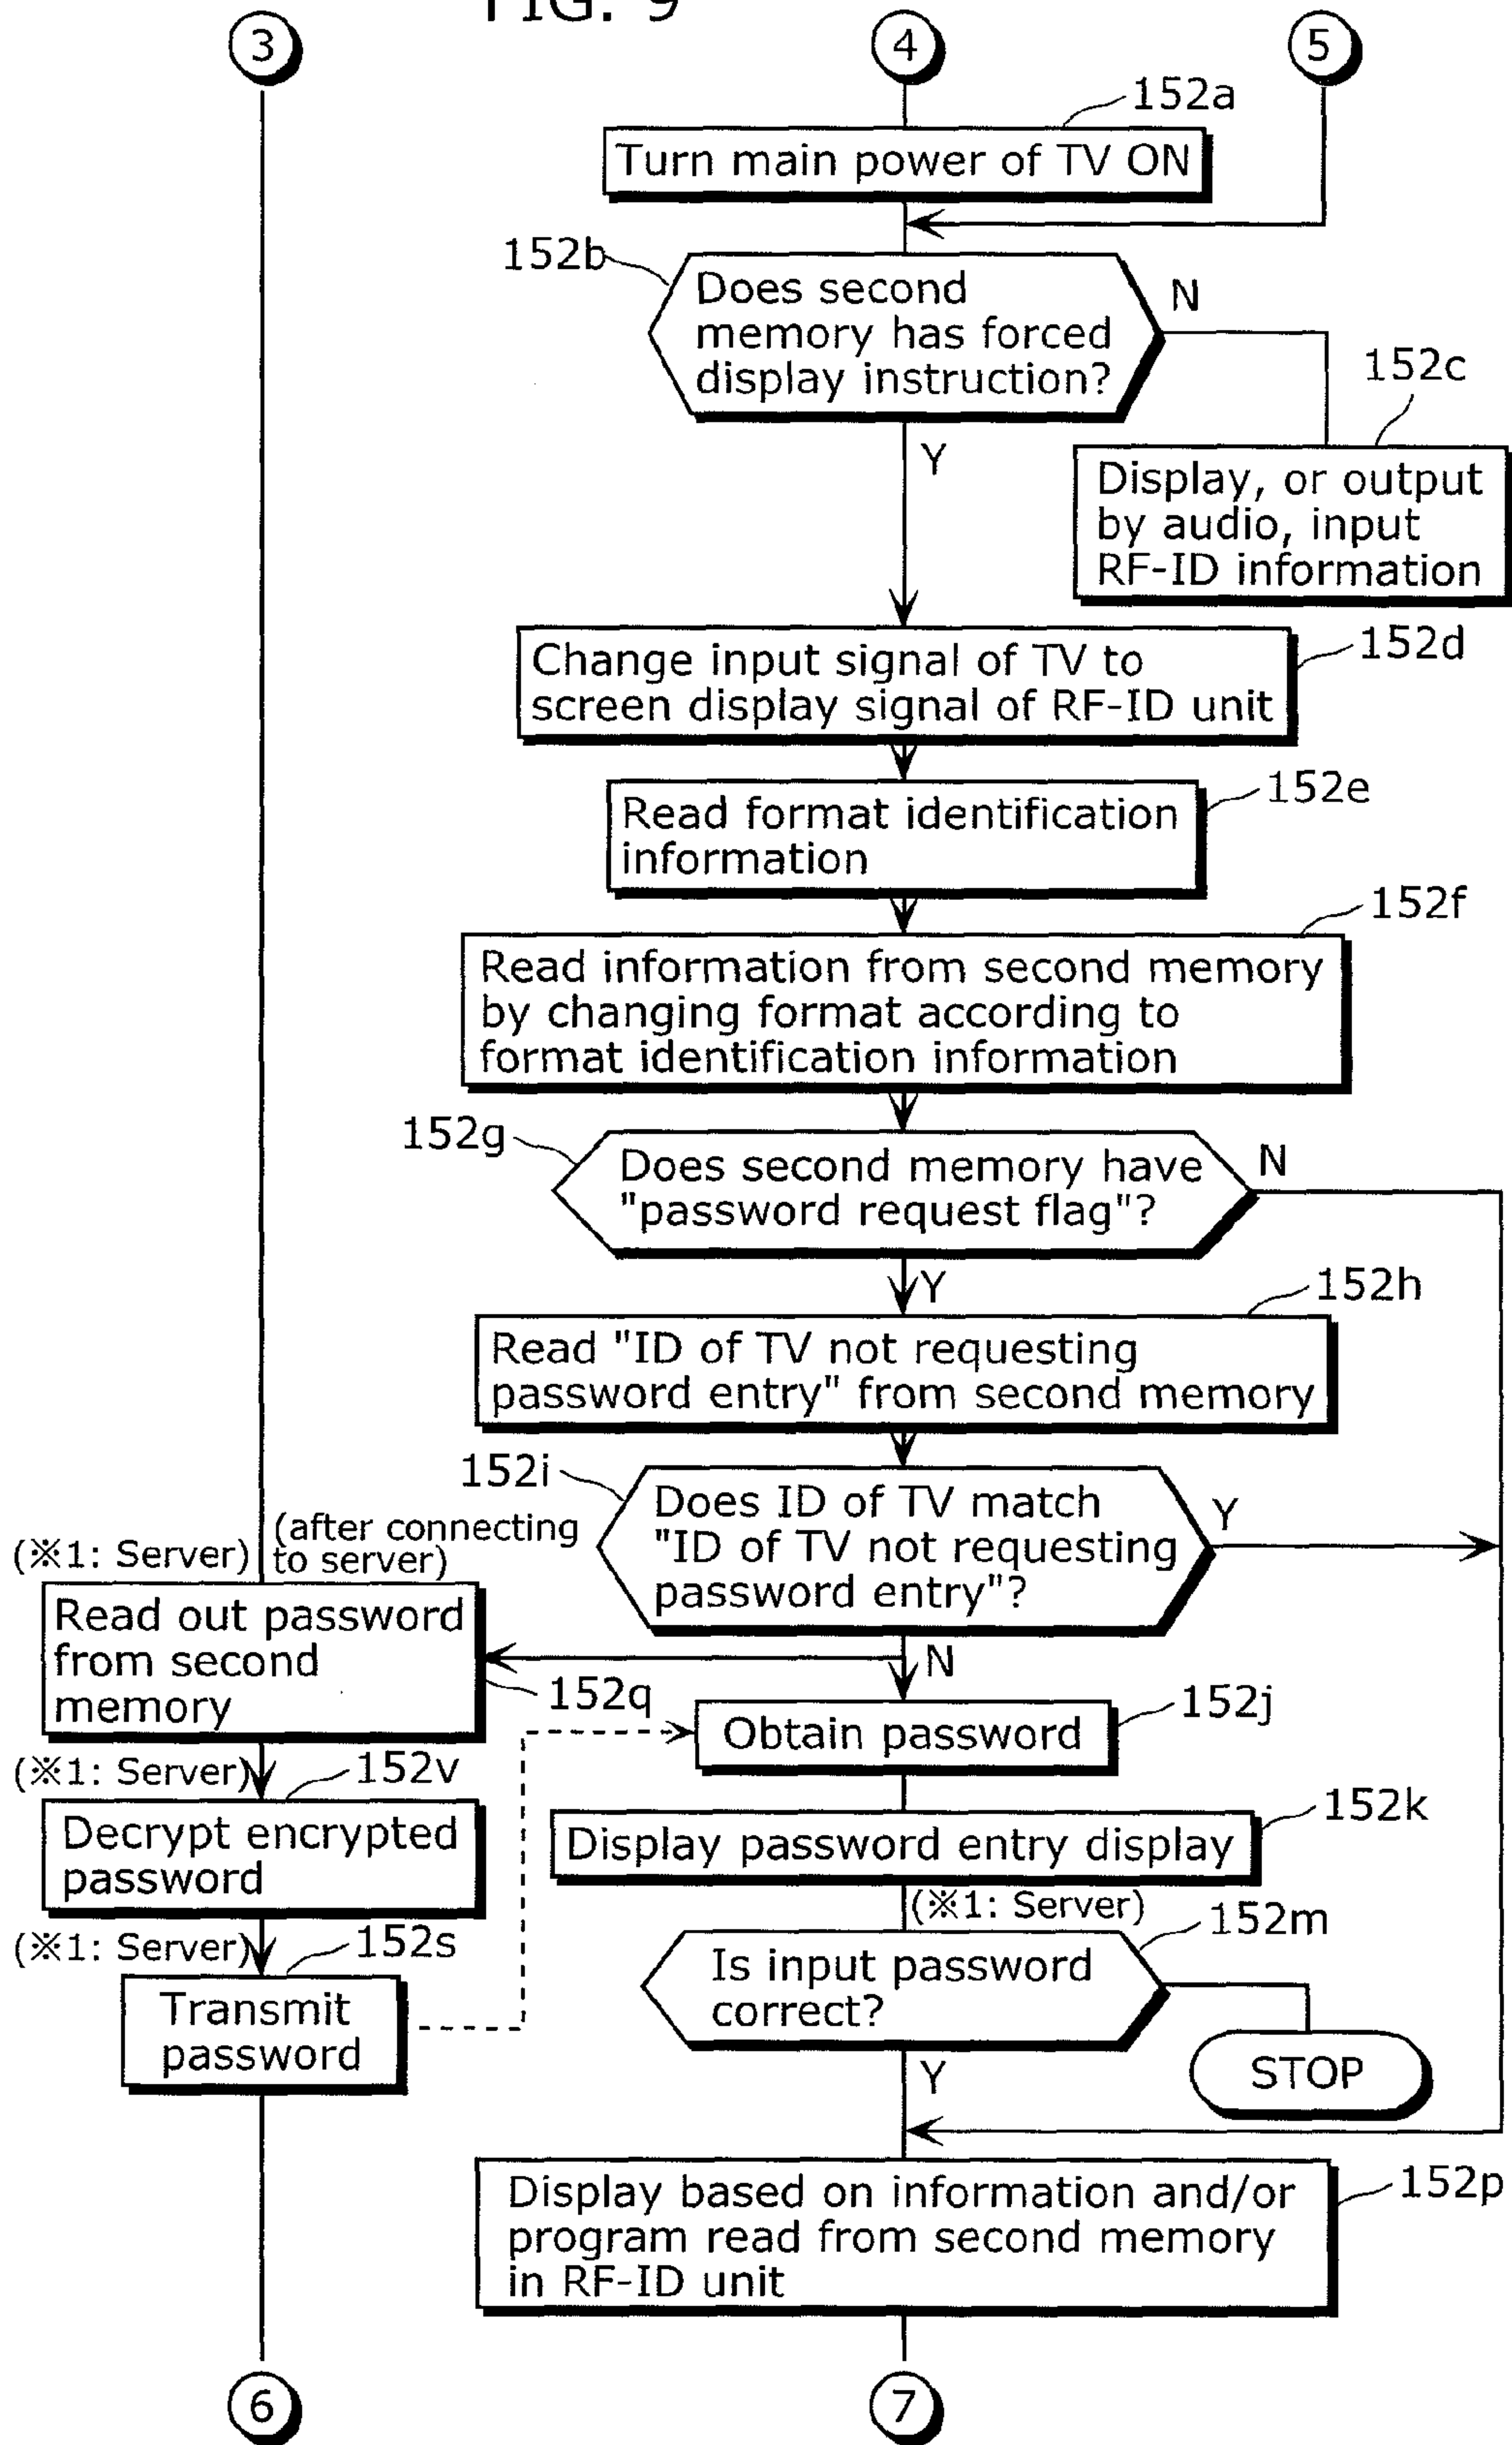 FIG. 9
3
4
5
152a
Turn main power of TV ON
152b
Does second
memory has forced
display instruction?
N
Y
152c
Display, or output
by audio, input
RF-ID information
152d
Change input signal of TV to
screen display signal of RF-ID unit
152e
Read format identification
information
152f
Read information from second memory
by changing format according to
format identification information
152g
Does second memory have
"password request flag"?
N
Y
152h
Read "ID of TV not requesting
password entry" from second memory
152i
Does ID of TV match
"ID of TV not requesting
password entry"?
Y
N
(※1: Server)
(after connecting
to server)
Read out password
from second
memory
152q
152j
Obtain password
(※1: Server)
152v
Decrypt encrypted
password
152k
Display password entry display
(※1: Server)
(※1: Server)
152s
Transmit
password
152m
Is input password
correct?
Y
STOP
152p
Display based on information and/or
program read from second memory
in RF-ID unit
6
7